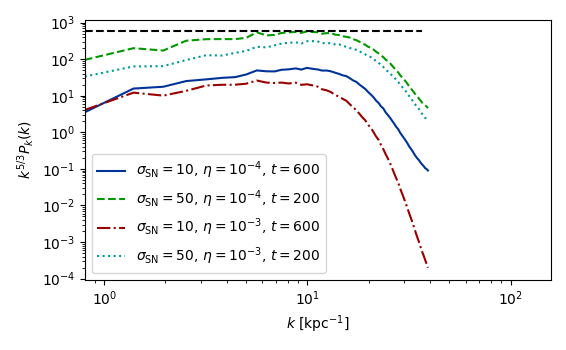 10³
10²
10¹
10⁰
10⁻¹
10⁻²
10⁻³
10⁻⁴
k^{5/3}P_k(k)
σ_SN = 10, η = 10⁻⁴, t = 600
σ_SN = 50, η = 10⁻⁴, t = 200
σ_SN = 10, η = 10⁻³, t = 600
σ_SN = 50, η = 10⁻³, t = 200
10⁰ 10¹ 10²
k [kpc⁻¹]